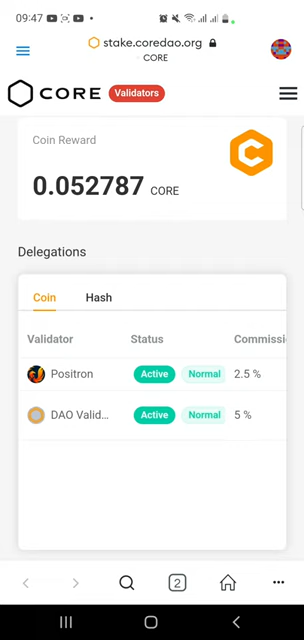 09:47
stake.coredao.org
CORE
CORE Validators
Coin Reward
0.052787 CORE
Delegations
Coin Hash
Validator Status Commissi
Positron Active Normal 2.5 %
DAO Valid... Active Normal 5 %
2